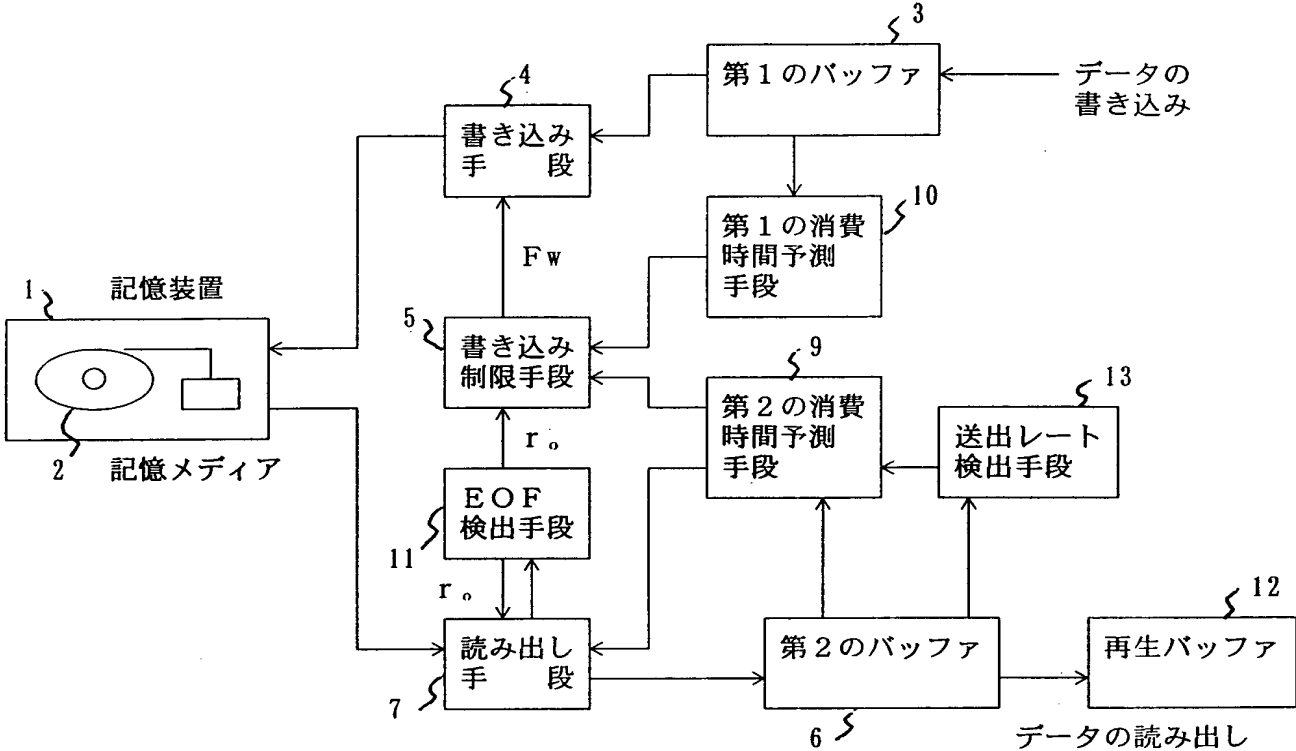 3
第1のバッファ
データの
書き込み
4
書き込み
手　段
10
第1の消費
時間予測
手段
Fw
1
記憶装置
5
書き込み
制限手段
9
第2の消費
時間予測
手段
13
送出レート
検出手段
2
記憶メディア
r。
EOF
検出手段
11
r。
読み出し
手　段
7
第2のバッファ
6
12
再生バッファ
データの読み出し